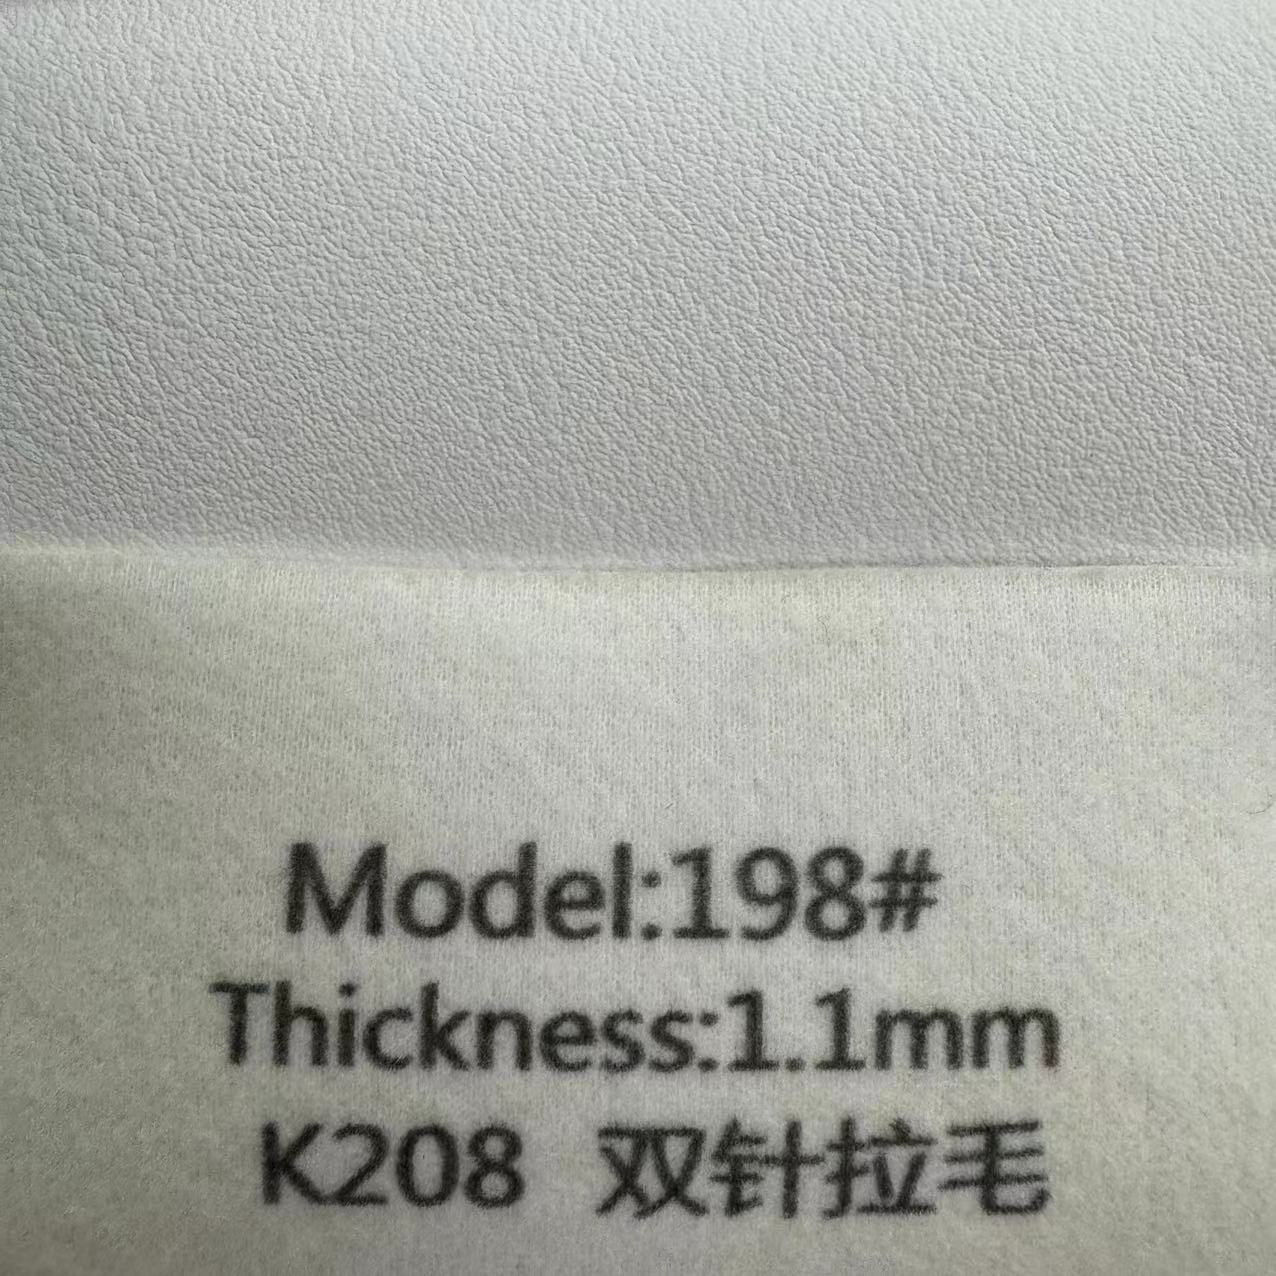 Model:198#
Thickness:1.1mm
K208 双针拉毛